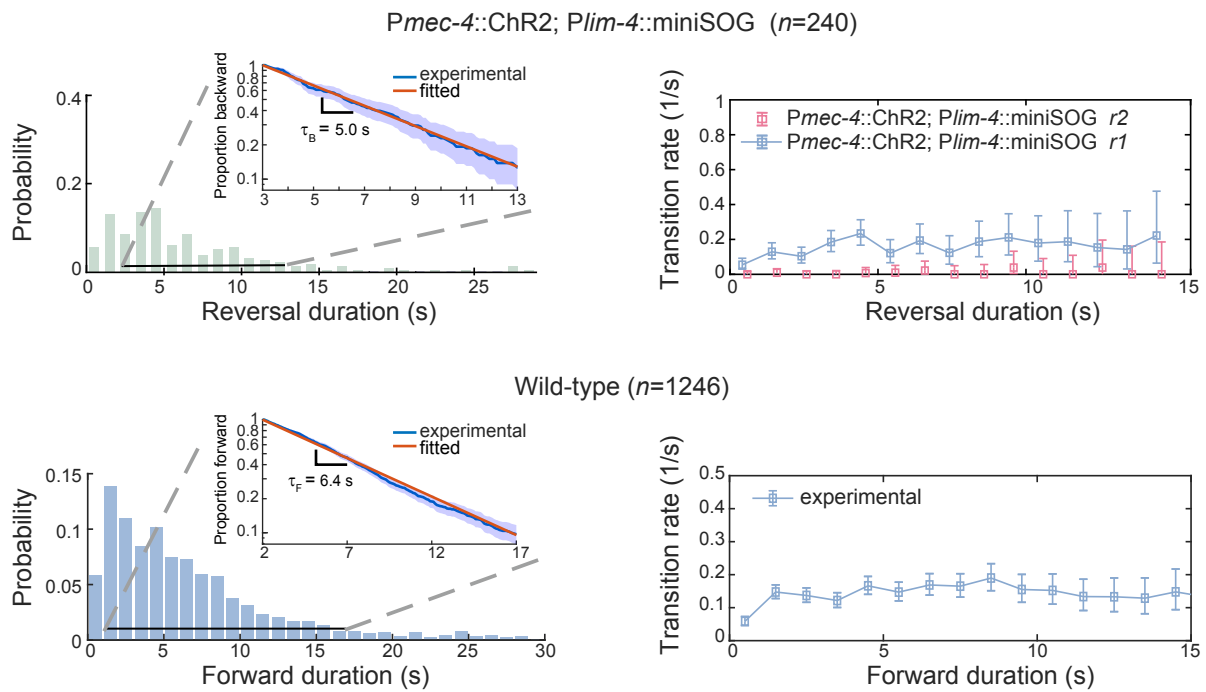 Pmec-4::ChR2; Plim-4::miniSOG (n=240)
Probability
0.4
0.2
0
0 5 10 15 20 25
Reversal duration (s)
Proportion backward
1
0.8
0.6
0.4
0.2
0.1
3 5 7 9 11 13
experimental
fitted
τB = 5.0 s
Transition rate (1/s)
1
0.8
0.6
0.4
0.2
0
0 5 10 15
Reversal duration (s)
Pmec-4::ChR2; Plim-4::miniSOG r2
Pmec-4::ChR2; Plim-4::miniSOG r1
Wild-type (n=1246)
Probability
0.15
0.1
0.05
0
0 5 10 15 20 25 30
Forward duration (s)
Proportion forward
1
0.8
0.6
0.4
0.2
0.1
2 7 12 17
experimental
fitted
τF = 6.4 s
Transition rate (1/s)
0.5
0.4
0.3
0.2
0.1
0
0 5 10 15
Forward duration (s)
experimental